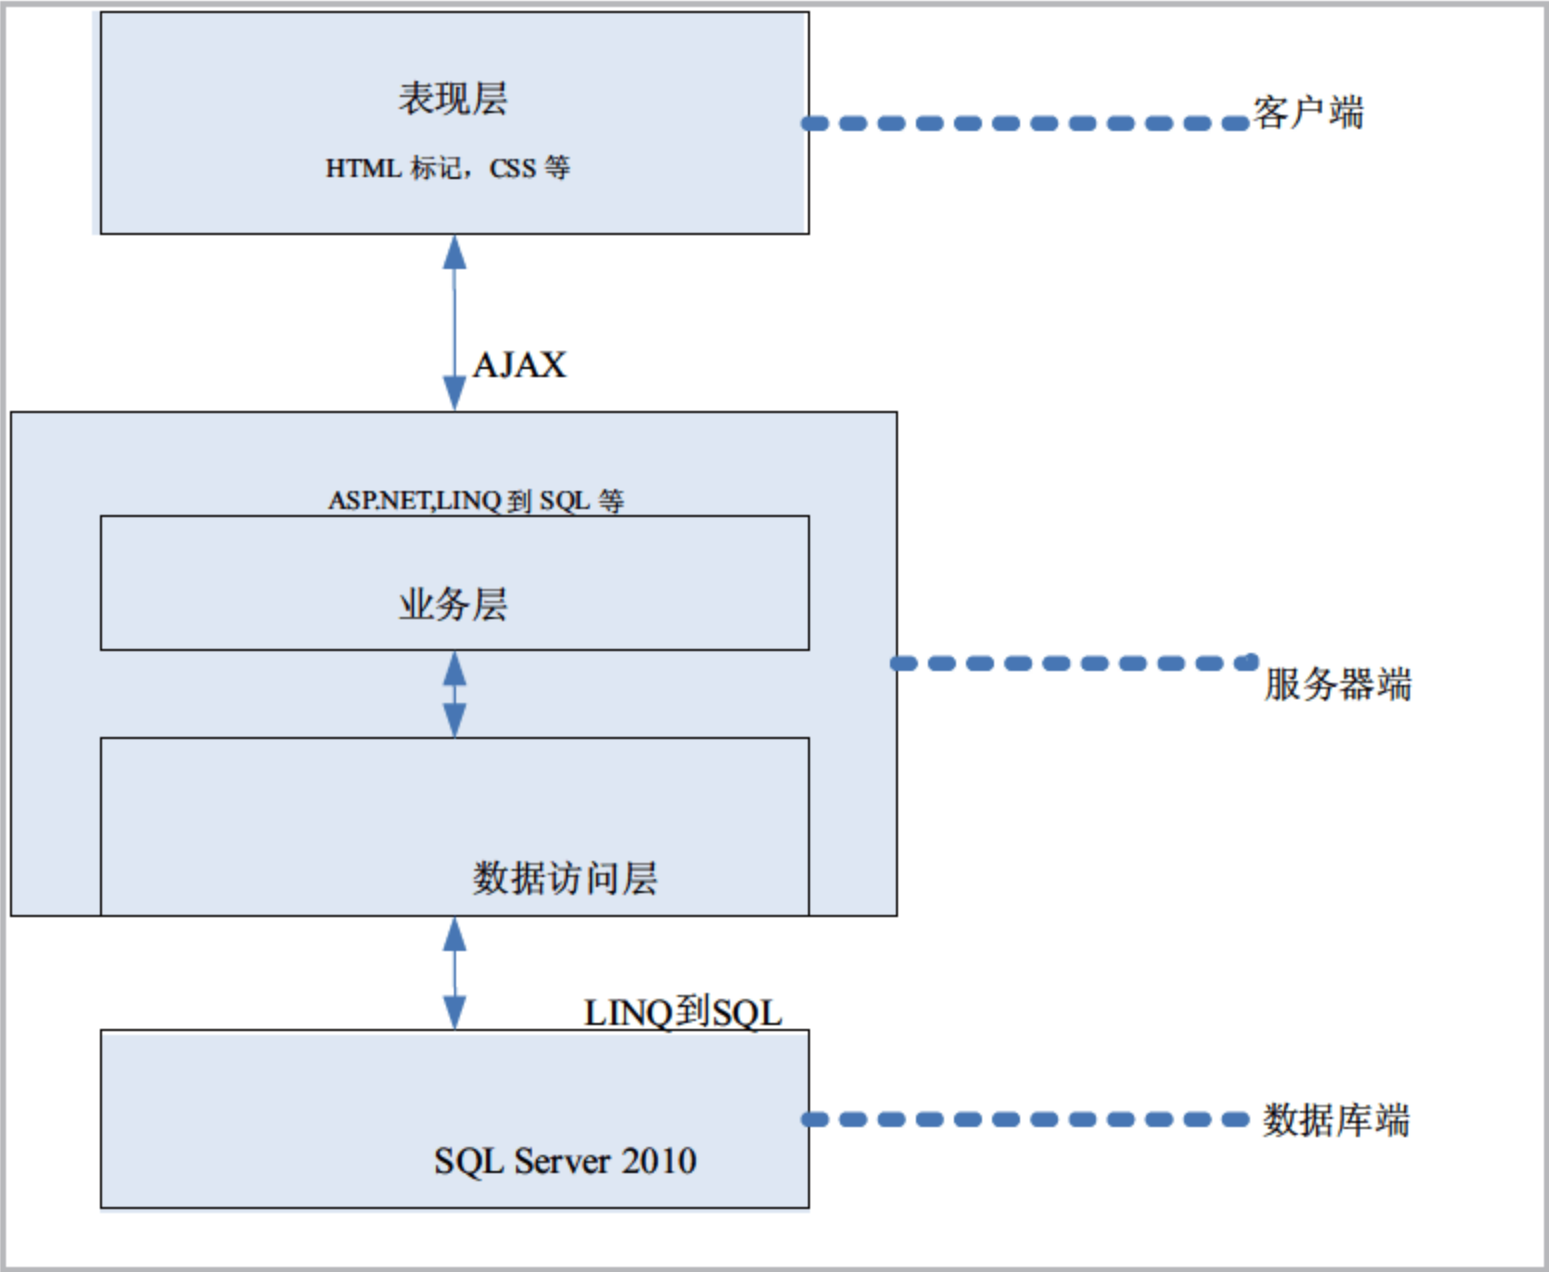 表现层
客户端
HTML 标记，CSS 等
AJAX
ASP.NET,LINQ 到 SQL 等
业务层
服务器端
数据访问层
LINQ到SQL
数据库端
SQL Server 2010